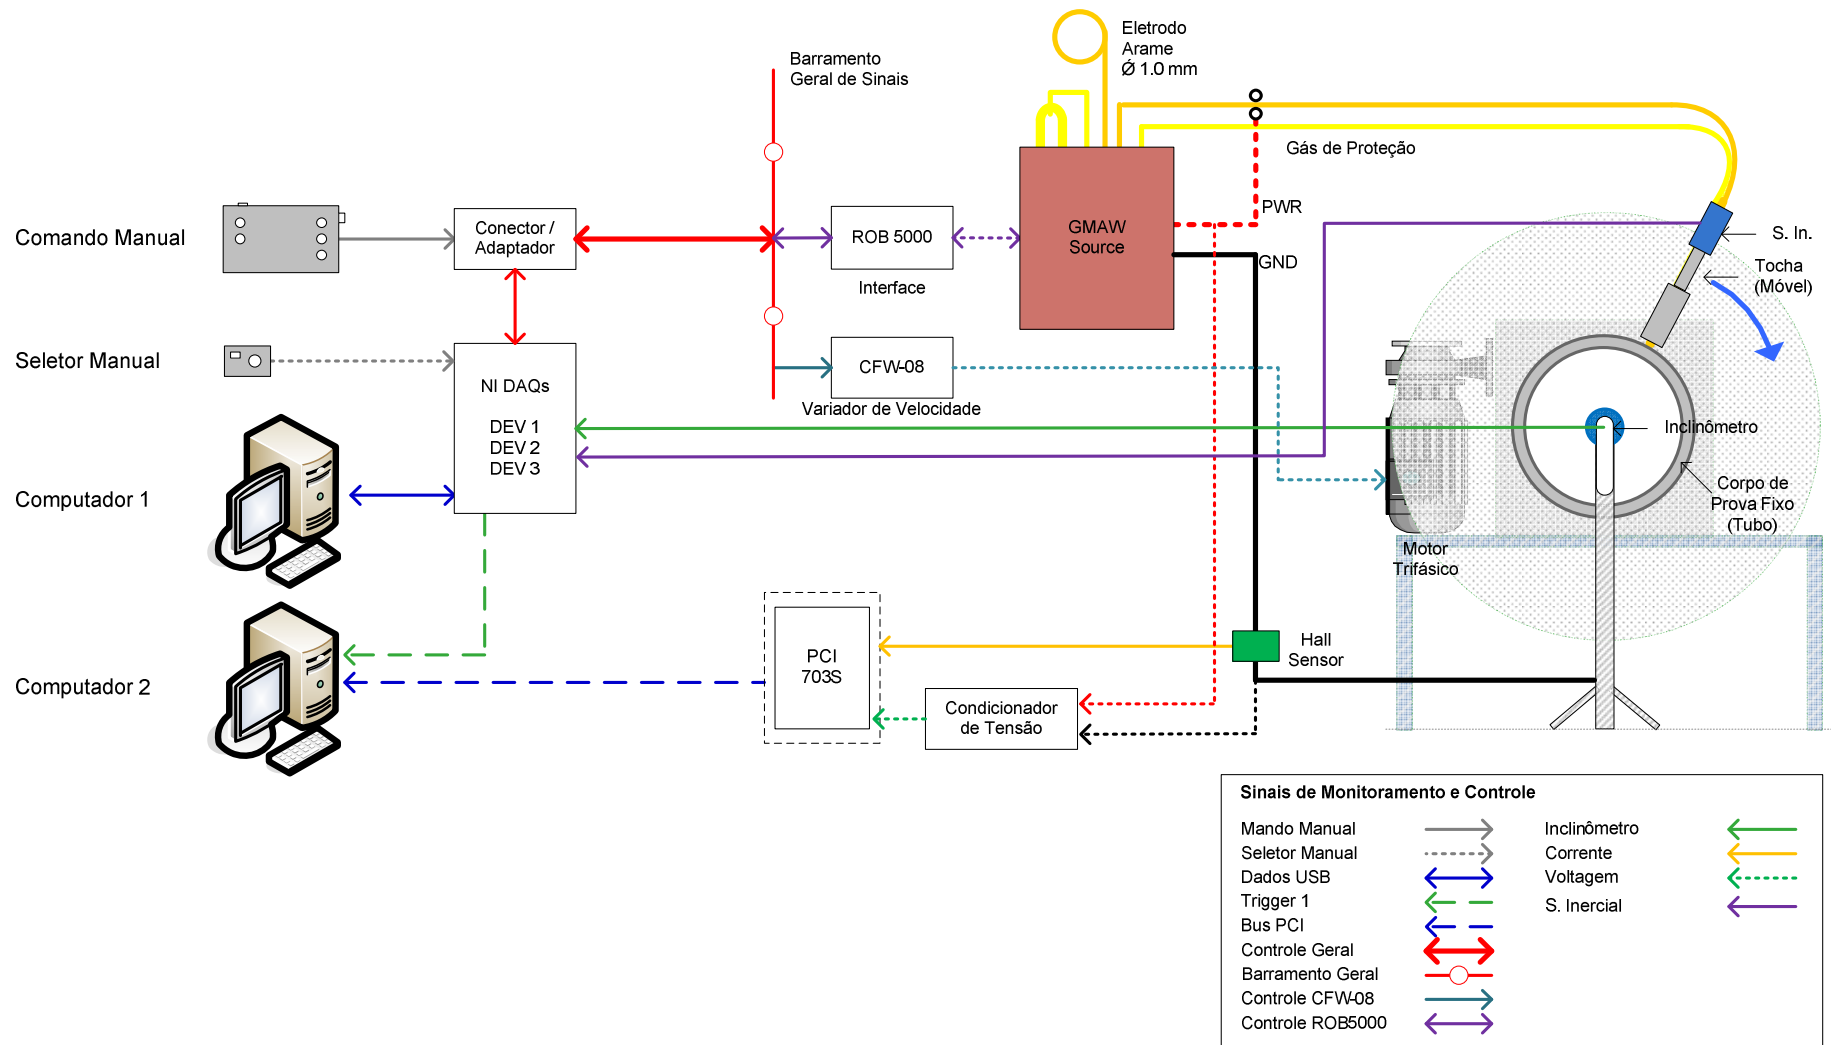 Eletrodo
Arame
Ø 1.0 mm
Barramento
Geral de Sinais
Gás de Proteção
Comando Manual
Conector /
Adaptador
ROB 5000
Interface
GMAW
Source
PWR
GND
S. In.
Tocha
(Móvel)
Seletor Manual
NI DAQs
DEV 1
DEV 2
DEV 3
CFW-08
Variador de Velocidade
Inclinômetro
Computador 1
Corpo de
Prova Fixo
(Tubo)
Motor
Trifásico
Computador 2
PCI
703S
Hall
Sensor
Condicionador
de Tensão
Sinais de Monitoramento e Controle
Mando Manual
Seletor Manual
Dados USB
Trigger 1
Bus PCI
Controle Geral
Barramento Geral
Controle CFW-08
Controle ROB5000
Inclinômetro
Corrente
Voltagem
S. Inercial